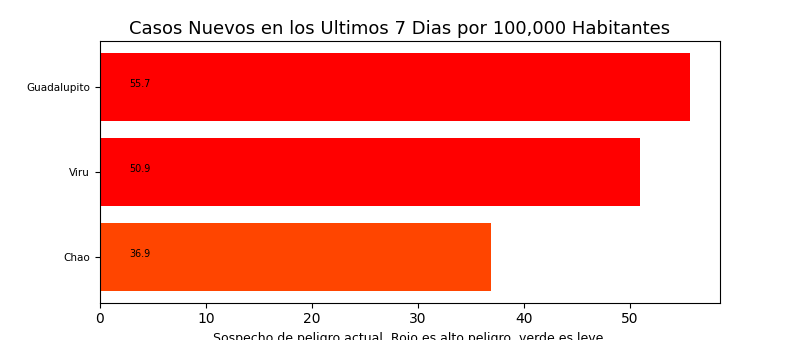 Casos Nuevos en los Ultimos 7 Dias por 100,000 Habitantes
Guadalupito
55.7
Viru
50.9
Chao
36.9
0 10 20 30 40 50
Sospecho de peligro actual. Rojo es alto peligro, verde es leve